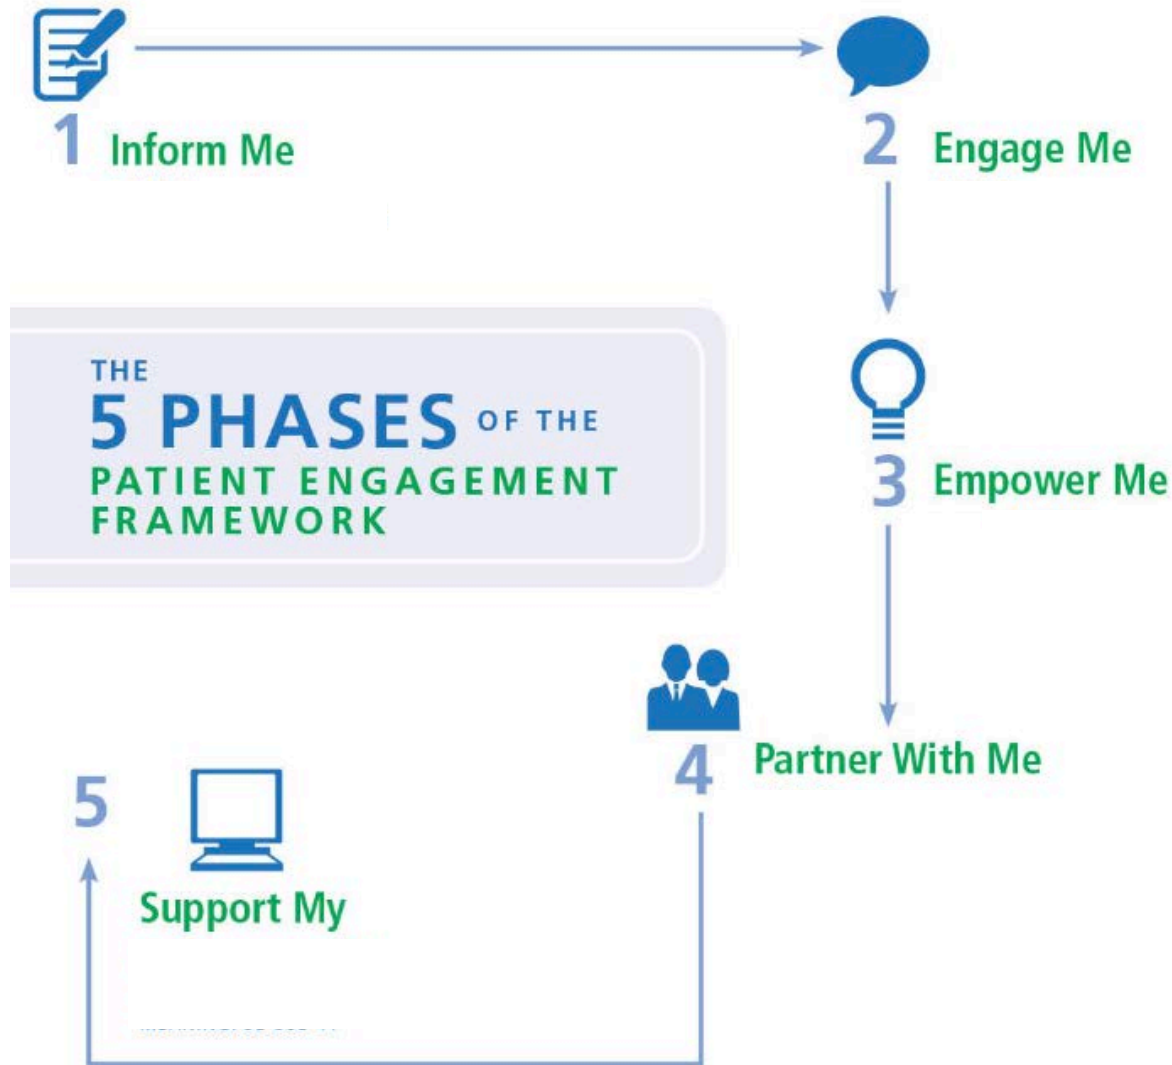 1 Inform Me
2 Engage Me
THE
5 PHASES OF THE
PATIENT ENGAGEMENT
FRAMEWORK
3 Empower Me
4 Partner With Me
5
Support My